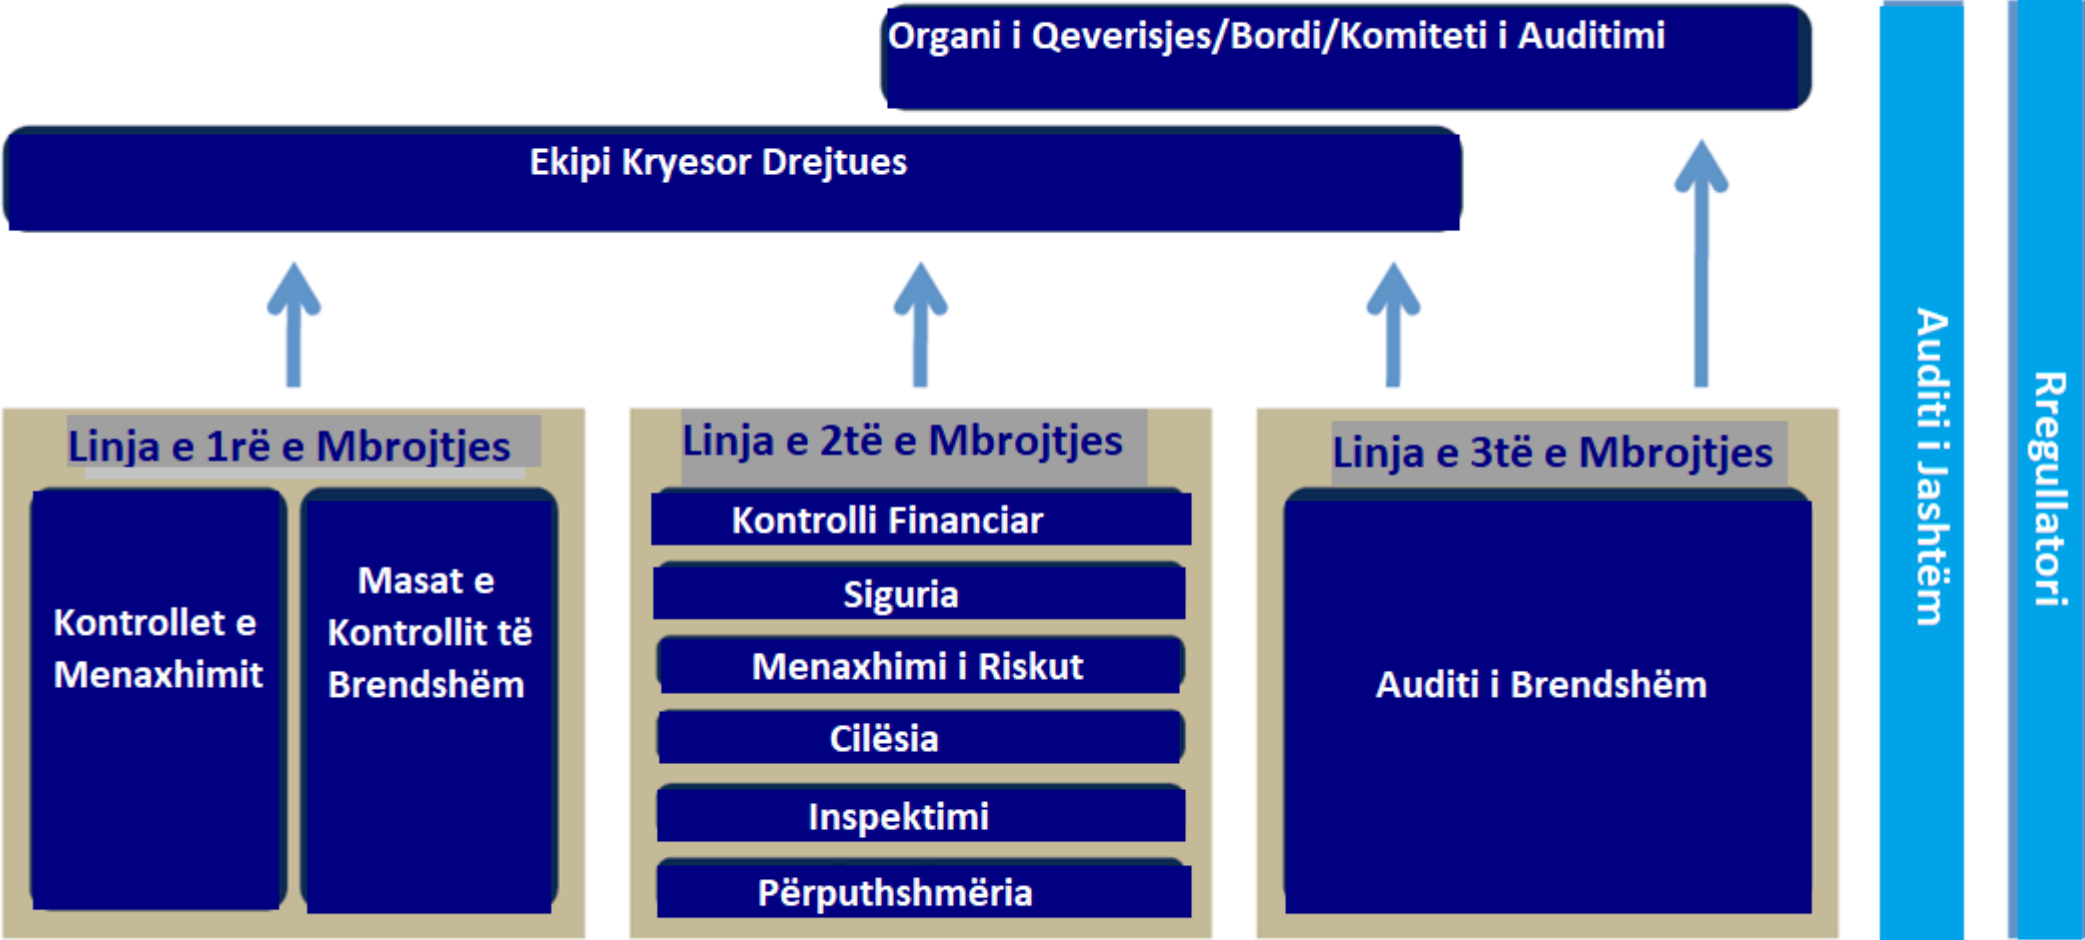 Organi i Qeverisjes/Bordi/Komiteti i Auditimi
Ekipi Kryesor Drejtues
Linja e 1rë e Mbrojtjes
Kontrollet e
Menaxhimit
Masat e
Kontrollit të
Brendshëm
Linja e 2të e Mbrojtjes
Kontrolli Financiar
Siguria
Menaxhimi i Riskut
Cilësia
Inspektimi
Përputhshmëria
Linja e 3të e Mbrojtjes
Auditi i Brendshëm
Auditi i Jashtëm
Rregullatori